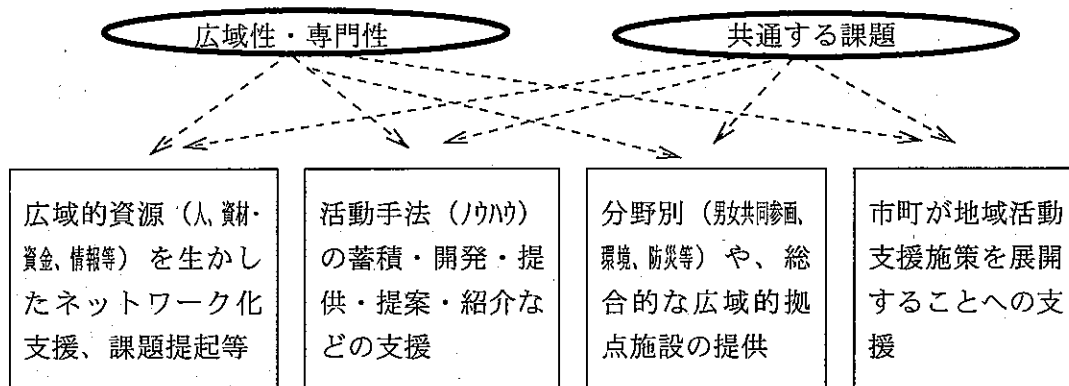 広域性・専門性
共通する課題
広域的資源（人、資材・
資金、情報等）を生かし
たネットワーク化
支援、課題提起等
活動手法（ノウハウ）
の蓄積・開発・提
供・提案・紹介な
どの支援
分野別（男女共同参画、
環境、防災等）や、総
合的な広域的拠
点施設の提供
市町が地域活動
支援施策を展開
することへの支
援